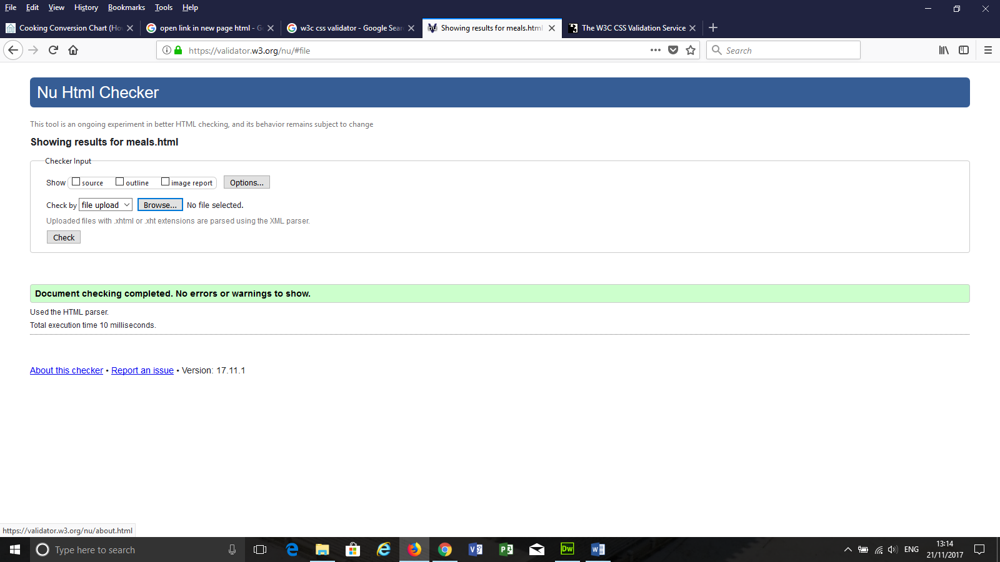 File Edit View History Bookmarks Tools Help
Cooking Conversion Chart (Ho
open link in new page html - G
w3c css validator - Google Sear
Showing results for meals.html
The W3C CSS Validation Service
https://validator.w3.org/nu/#file
Search
Nu Html Checker
This tool is an ongoing experiment in better HTML checking, and its behavior remains subject to change
Showing results for meals.html
Checker Input
Show source outline image report Options...
Check by file upload Browse... No file selected.
Uploaded files with .xhtml or .xht extensions are parsed using the XML parser.
Check
Document checking completed. No errors or warnings to show.
Used the HTML parser.
Total execution time 10 milliseconds.
About this checker • Report an issue • Version: 17.11.1
https://validator.w3.org/nu/about.html
Type here to search
Dw
ENG
13:14
21/11/2017